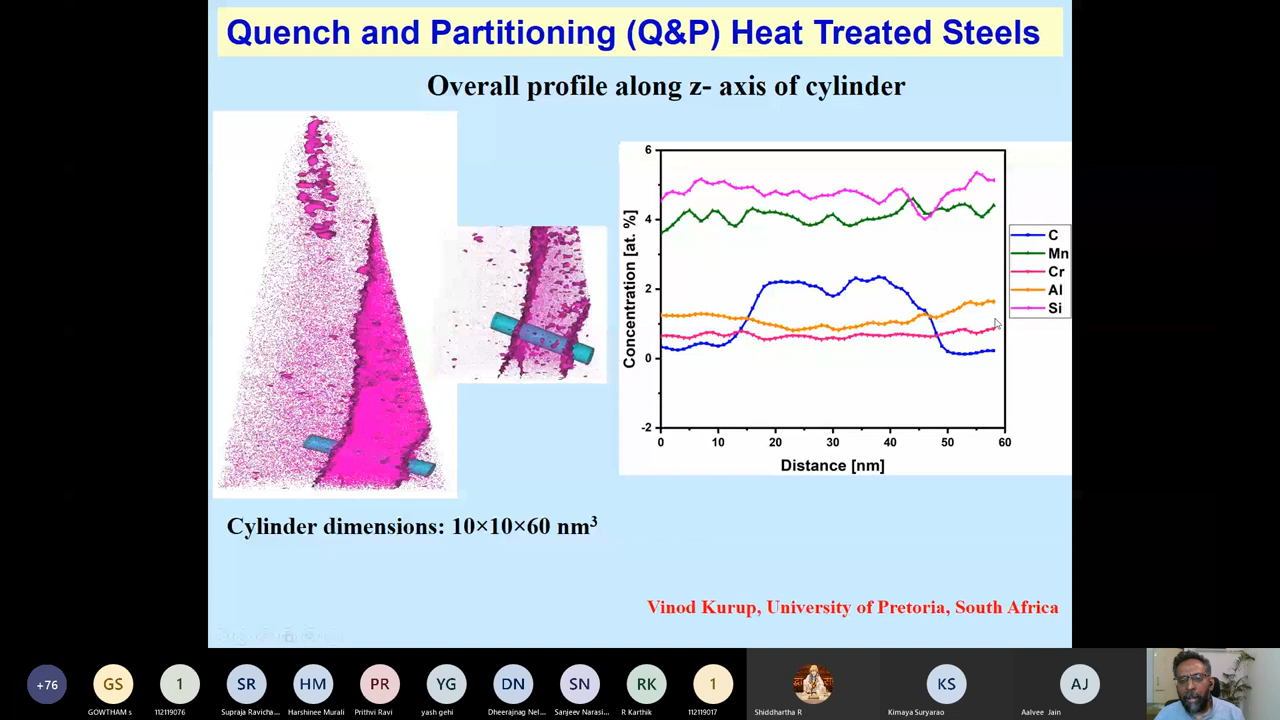 Quench and Partitioning (Q&P) Heat Treated Steels
Overall profile along z- axis of cylinder
6
4
2
0
-2
Concentration [at. %]
0
10
20
30
40
50
60
Distance [nm]
C
Mn
Cr
Al
Si
Cylinder dimensions: 10×10×60 nm³
Vinod Kurup, University of Pretoria, South Africa
+76
GS
1
SR
HM
PR
YG
DN
SN
RK
1
KS
AJ
GOWTHAM s
112119076
Supraja Ravicha...
Harshinee Murali
Prithvi Ravi
yash gehi
Dheerajnag Nel...
Sanjeev Narasi...
R Karthik
112119017
Shiddhartha R
Kimaya Suryarao
Aalvee Jain